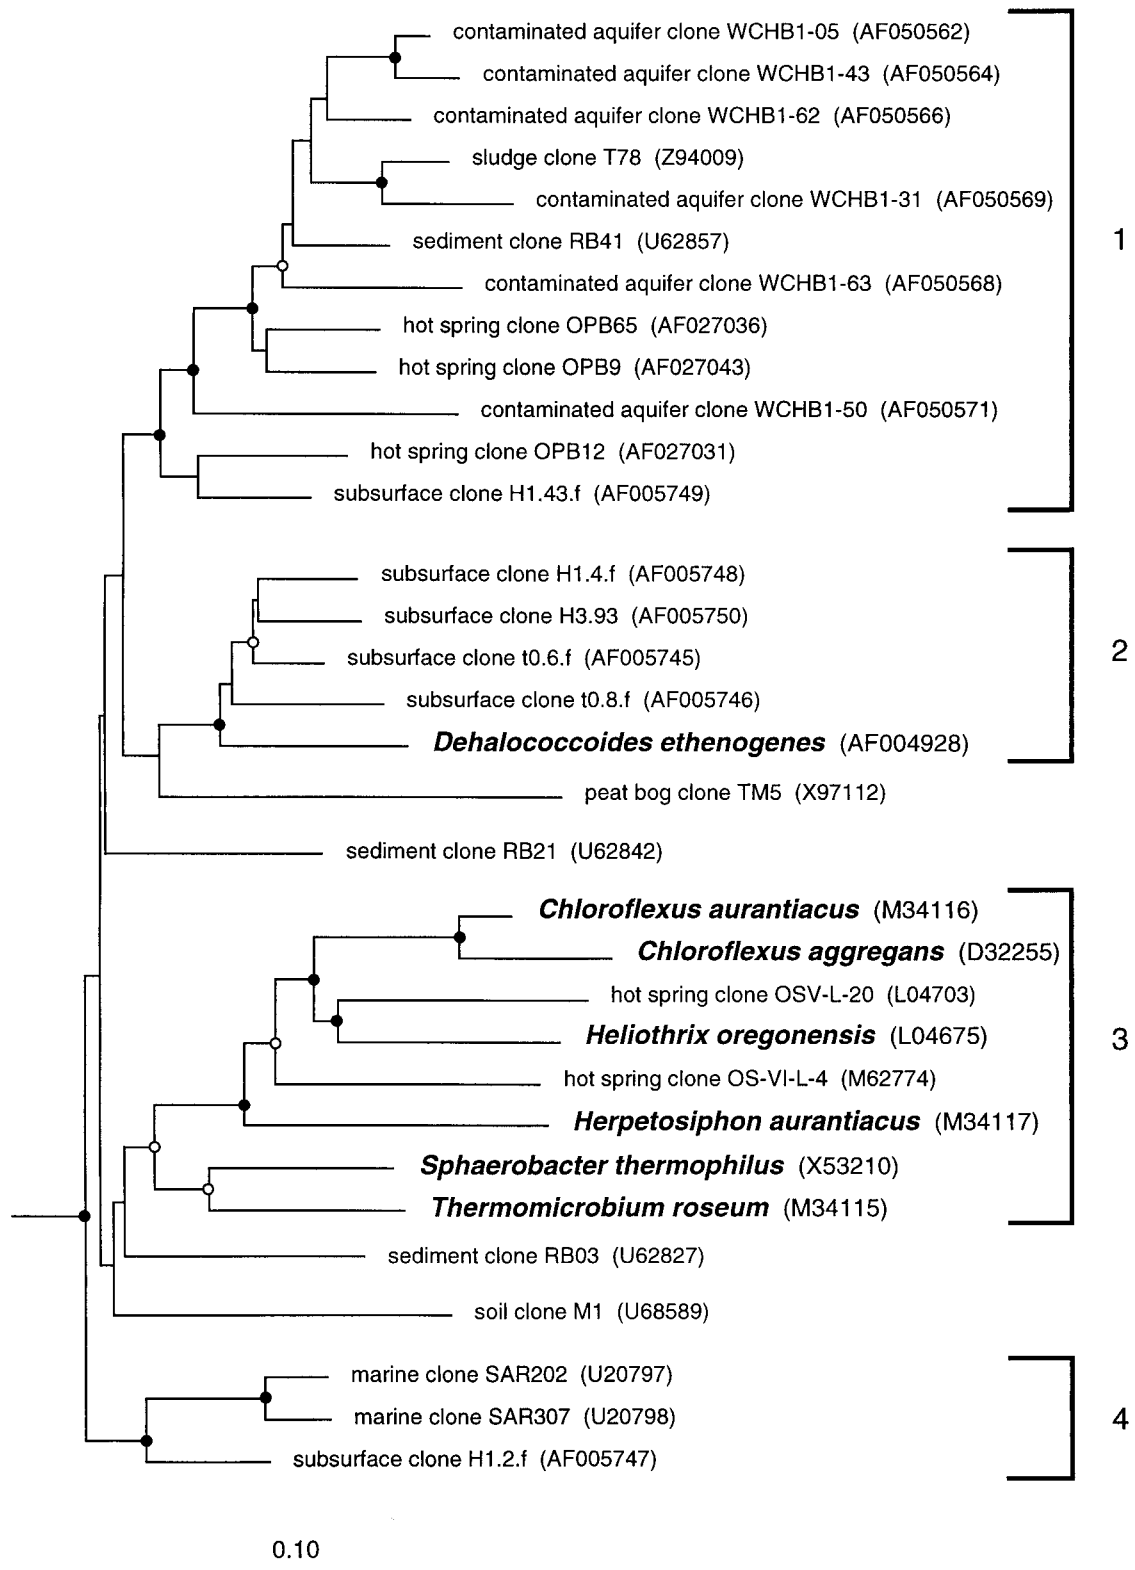 contaminated aquifer clone WCHB1-05 (AF050562)
contaminated aquifer clone WCHB1-43 (AF050564)
contaminated aquifer clone WCHB1-62 (AF050566)
sludge clone T78 (Z94009)
contaminated aquifer clone WCHB1-31 (AF050569)
sediment clone RB41 (U62857)
1
contaminated aquifer clone WCHB1-63 (AF050568)
hot spring clone OPB65 (AF027036)
hot spring clone OPB9 (AF027043)
contaminated aquifer clone WCHB1-50 (AF050571)
hot spring clone OPB12 (AF027031)
subsurface clone H1.43.f (AF005749)
subsurface clone H1.4.f (AF005748)
subsurface clone H3.93 (AF005750)
2
subsurface clone t0.6.f (AF005745)
subsurface clone t0.8.f (AF005746)
Dehalococcoides ethenogenes (AF004928)
peat bog clone TM5 (X97112)
sediment clone RB21 (U62842)
Chloroflexus aurantiacus (M34116)
Chloroflexus aggregans (D32255)
hot spring clone OSV-L-20 (L04703)
Heliothrix oregonensis (L04675)
3
hot spring clone OS-VI-L-4 (M62774)
Herpetosiphon aurantiacus (M34117)
Sphaerobacter thermophilus (X53210)
Thermomicrobium roseum (M34115)
sediment clone RB03 (U62827)
soil clone M1 (U68589)
marine clone SAR202 (U20797)
marine clone SAR307 (U20798)
4
subsurface clone H1.2.f (AF005747)
0.10